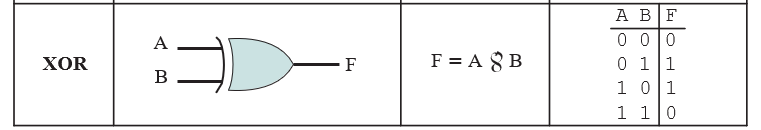 XOR
A
B
F
F = A § B
A B F
0 0 0
0 1 1
1 0 1
1 1 0